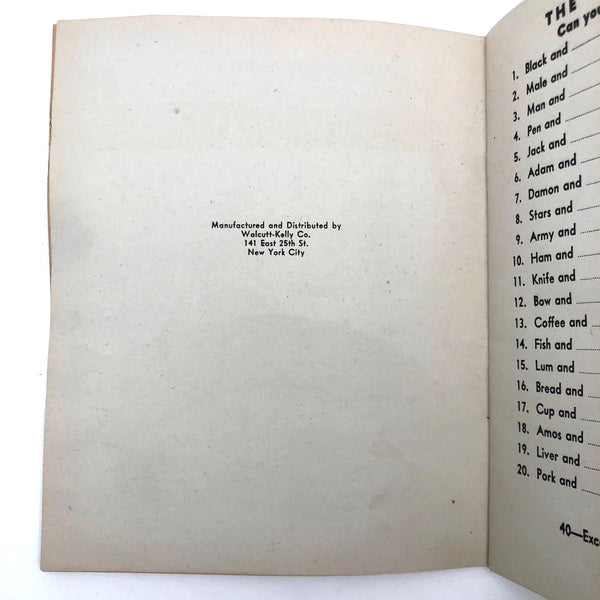 Manufactured and Distributed by
Walcutt-Kelly Co.
141 East 25th St.
New York City
THE
Can you
1. Black and
2. Male and
3. Man and
4. Pen and
5. Jack and
6. Adam and
7. Damon and
8. Stars and
9. Army and
10. Ham and
11. Knife and
12. Bow and
13. Coffee and
14. Fish and
15. Lum and
16. Bread and
17. Cup and
18. Amos and
19. Liver and
20. Pork and
40—Exc